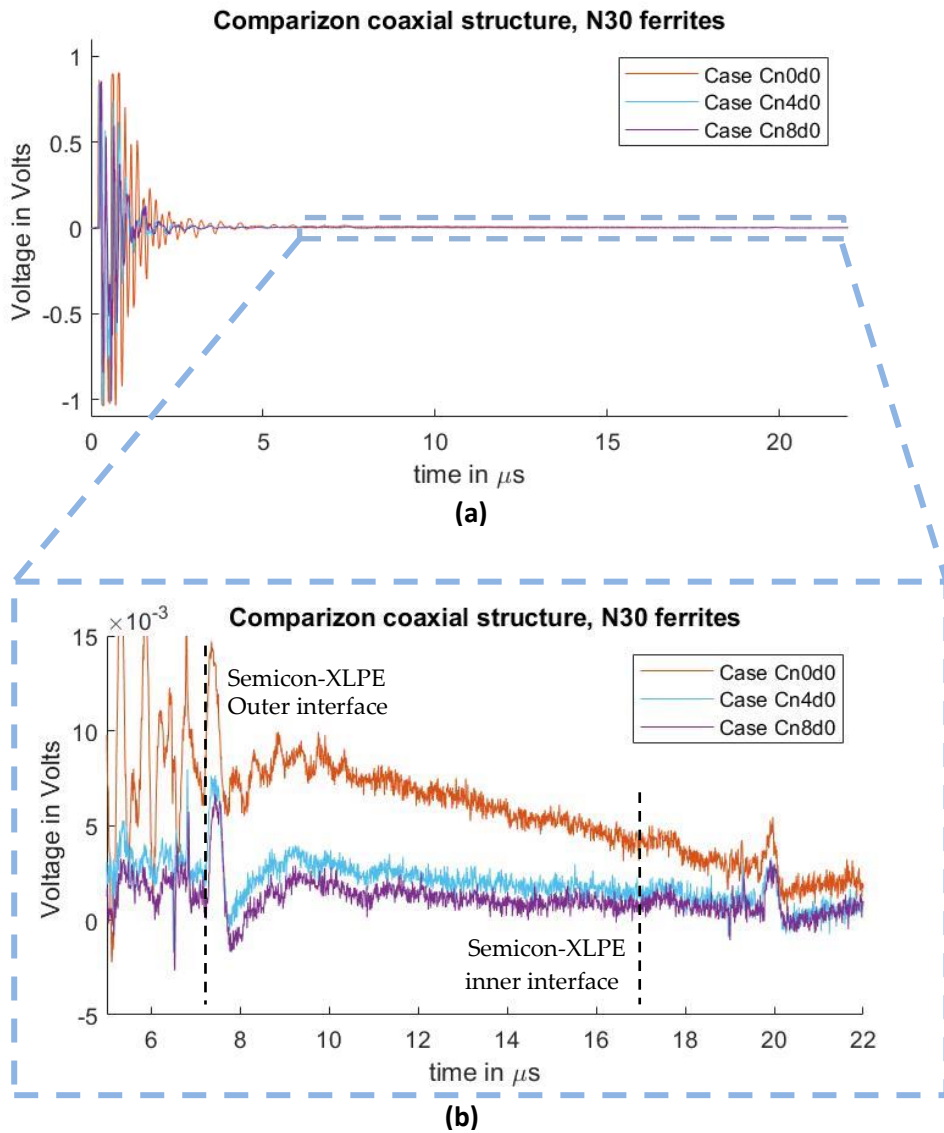 Comparizon coaxial structure, N30 ferrites
1
0.5
0
-0.5
-1
Voltage in Volts
Case Cn0d0
Case Cn4d0
Case Cn8d0
0 5 10 15 20
time in μs
(a)
Comparizon coaxial structure, N30 ferrites
×10⁻³
15
10
5
0
-5
Voltage in Volts
Semicon-XLPE
Outer interface
Case Cn0d0
Case Cn4d0
Case Cn8d0
Semicon-XLPE
inner interface
6 8 10 12 14 16 18 20 22
time in μs
(b)